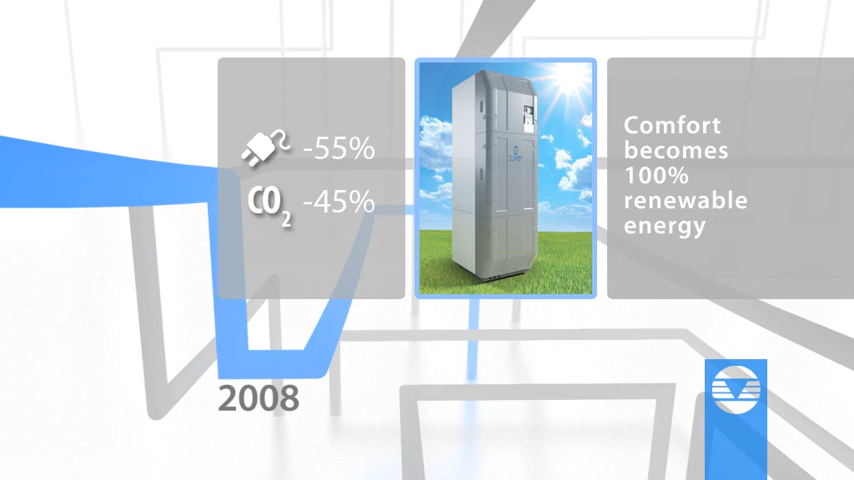 -55%
CO2 -45%
Comfort
becomes
100%
renewable
energy
2008